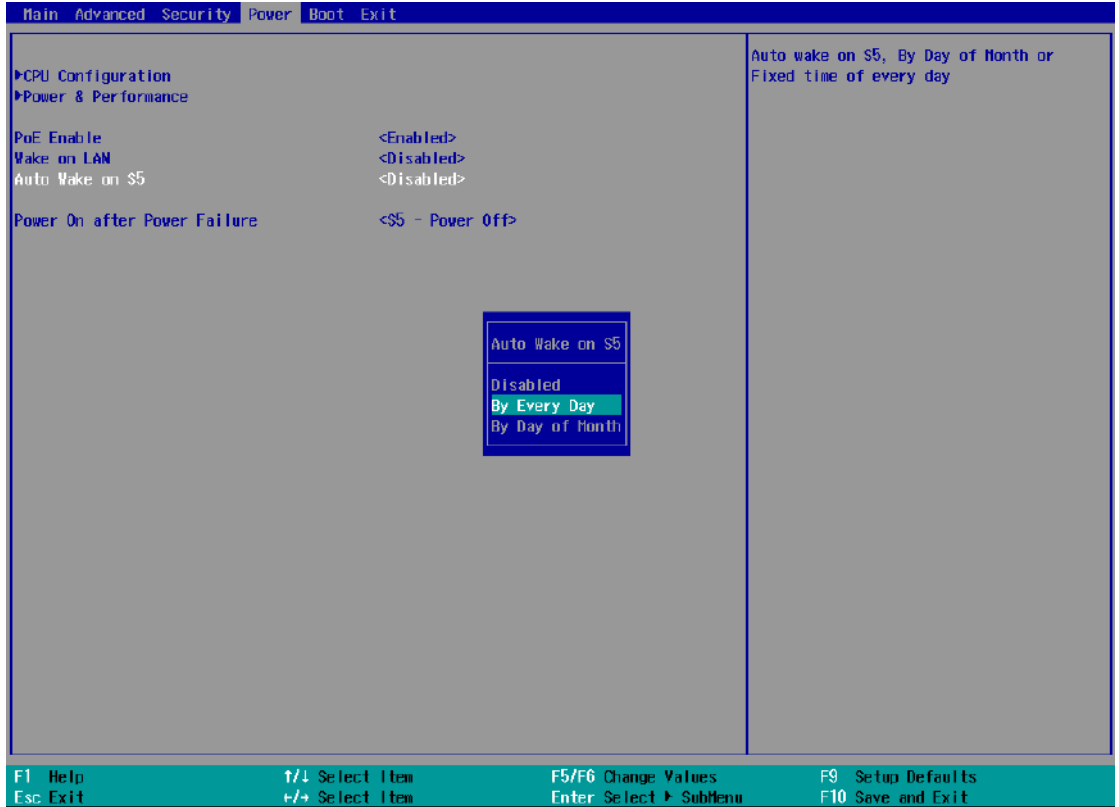 Main Advanced Security Power Boot Exit
▶CPU Configuration
▶Power & Performance
PoE Enable <Enabled>
Wake on LAN <Disabled>
Auto Wake on S5 <Disabled>
Power On after Power Failure <S5 - Power Off>
Auto wake on S5, By Day of Month or
Fixed time of every day
Auto Wake on S5
Disabled
By Every Day
By Day of Month
F1 Help ↑/↓ Select Item F5/F6 Change Values F9 Setup Defaults
Esc Exit ←/→ Select Item Enter Select ▶ SubMenu F10 Save and Exit